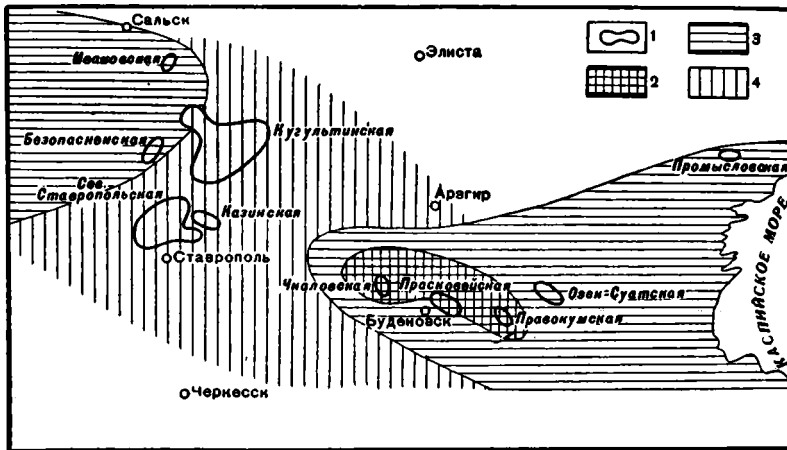 Сальск
Ивановская
Элиста
1
3
2
4
Безопасненская
Кугультинская
Промысловская
Сев.
Ставропольская
Казинская
Арзгир
Ставрополь
КАСПИЙСКОЕ МОРЕ
Чкаловская
Прасковейская
Озек-Суатская
Буденовск
Правокумская
Черкесск